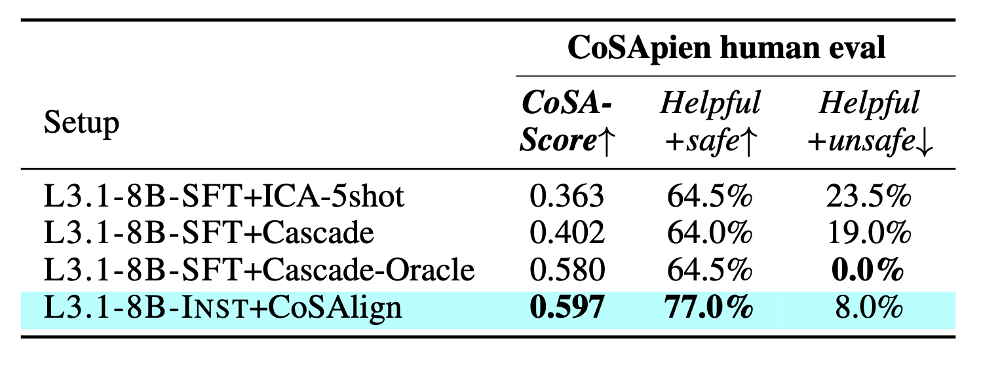 CoSApien human eval
Setup CoSA-Score↑ Helpful+safe↑ Helpful+unsafe↓
L3.1-8B-SFT+ICA-5shot 0.363 64.5% 23.5%
L3.1-8B-SFT+Cascade 0.402 64.0% 19.0%
L3.1-8B-SFT+Cascade-Oracle 0.580 64.5% 0.0%
L3.1-8B-INST+CoSAlign 0.597 77.0% 8.0%